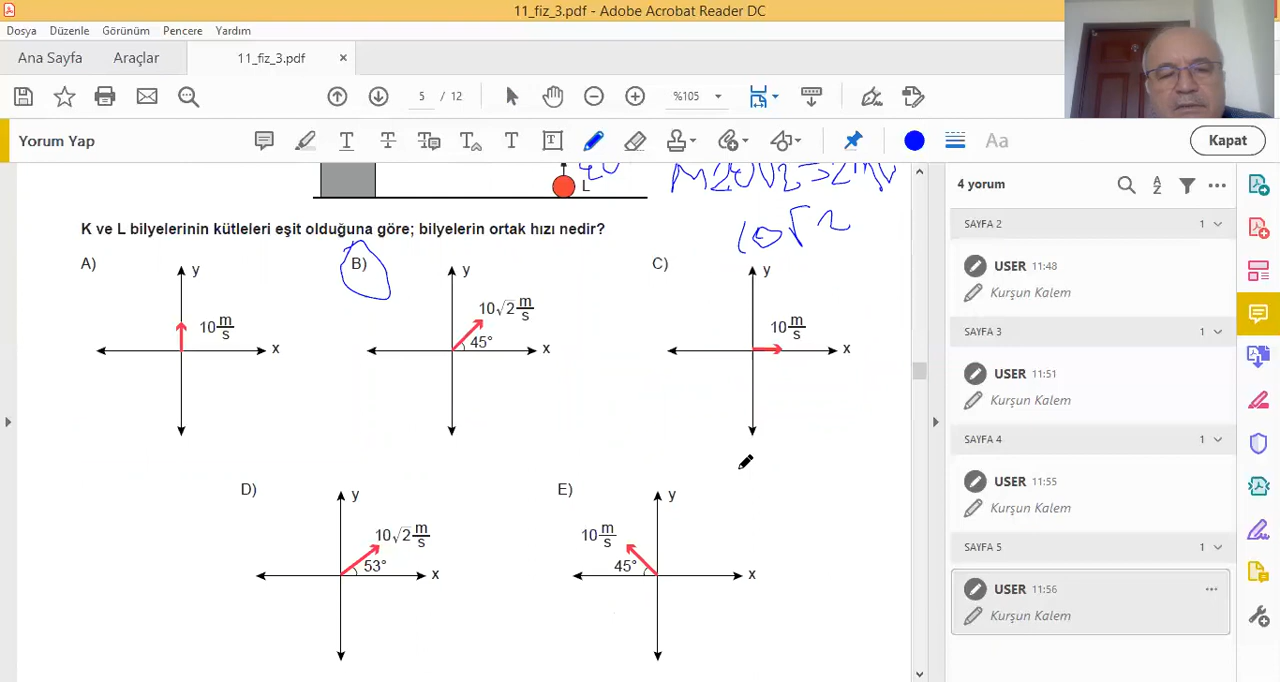 11_fiz_3.pdf - Adobe Acrobat Reader DC
Dosya Düzenle Görünüm Pencere Yardım
Ana Sayfa Araçlar 11_fiz_3.pdf ×
5 / 12 %105
Yorum Yap Aa Kapat
L
K ve L bilyelerinin kütleleri eşit olduğuna göre; bilyelerin ortak hızı nedir?
10√2
A) y 10 m/s x
B) y 10√2 m/s 45° x
C) y 10 m/s x
D) y 10√2 m/s 53° x
E) y 10 m/s 45° x
4 yorum
SAYFA 2 1
USER 11:48
Kurşun Kalem
SAYFA 3 1
USER 11:51
Kurşun Kalem
SAYFA 4 1
USER 11:55
Kurşun Kalem
SAYFA 5 1
USER 11:56
Kurşun Kalem